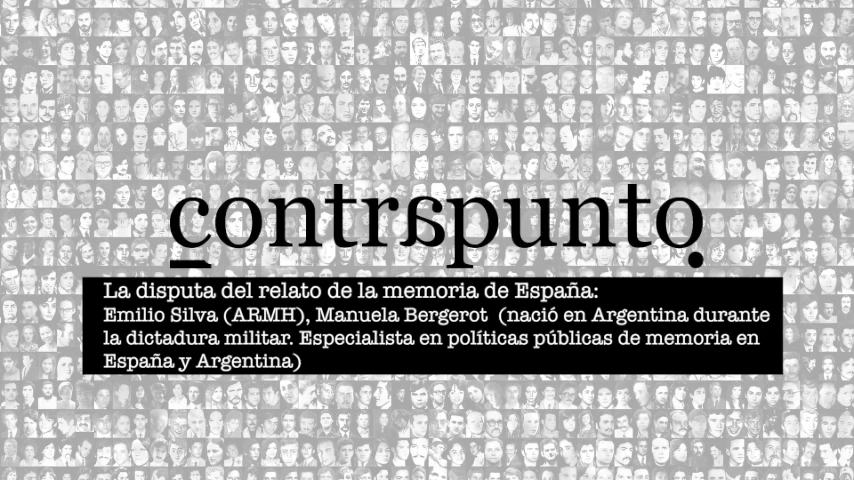 contrapunto
La disputa del relato de la memoria de España:
Emilio Silva (ARMH), Manuela Bergerot (nació en Argentina durante
la dictadura militar. Especialista en políticas públicas de memoria en
España y Argentina)